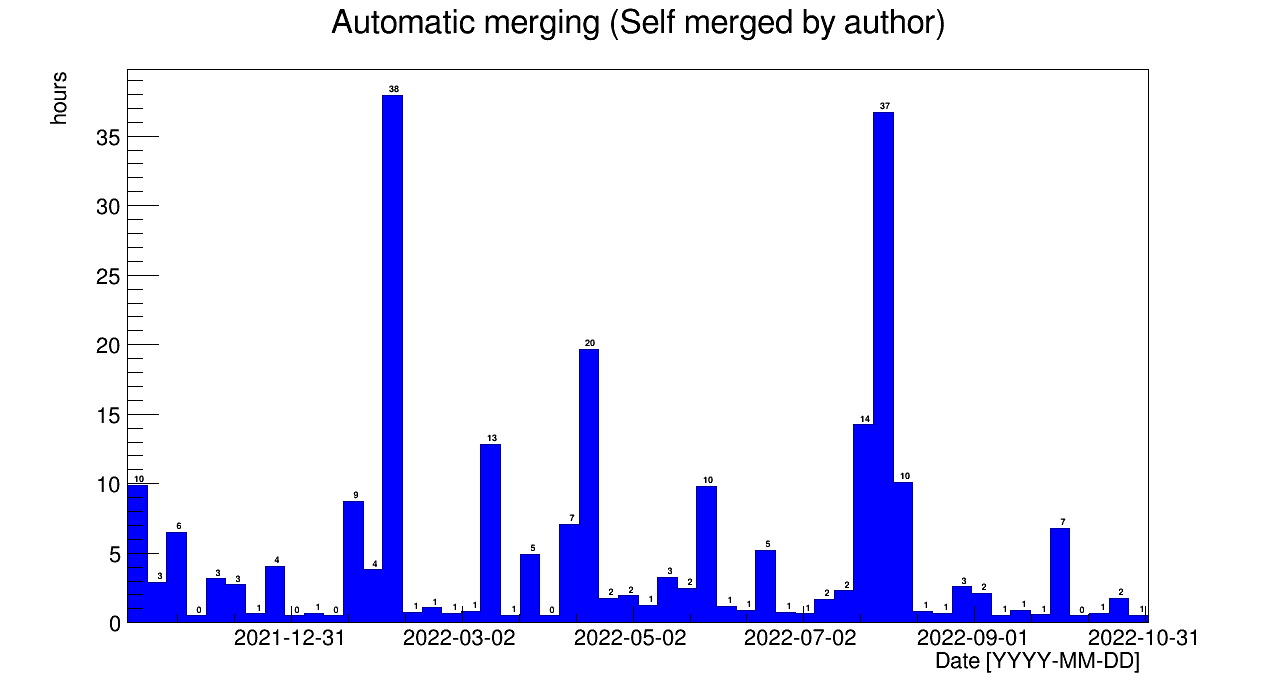 Automatic merging (Self merged by author)
hours
35
30
25
20
15
10
5
0
10 3 6 0 3 3 1 4 0 1 0 9 4 38 1 1 1 1 13 1 5 0 7 20 2 2 1 3 2 10 1 1 5 1 1 2 2 14 37 10 1 1 3 2 1 1 1 7 0 1 2 1
2021-12-31 2022-03-02 2022-05-02 2022-07-02 2022-09-01 2022-10-31
Date [YYYY-MM-DD]